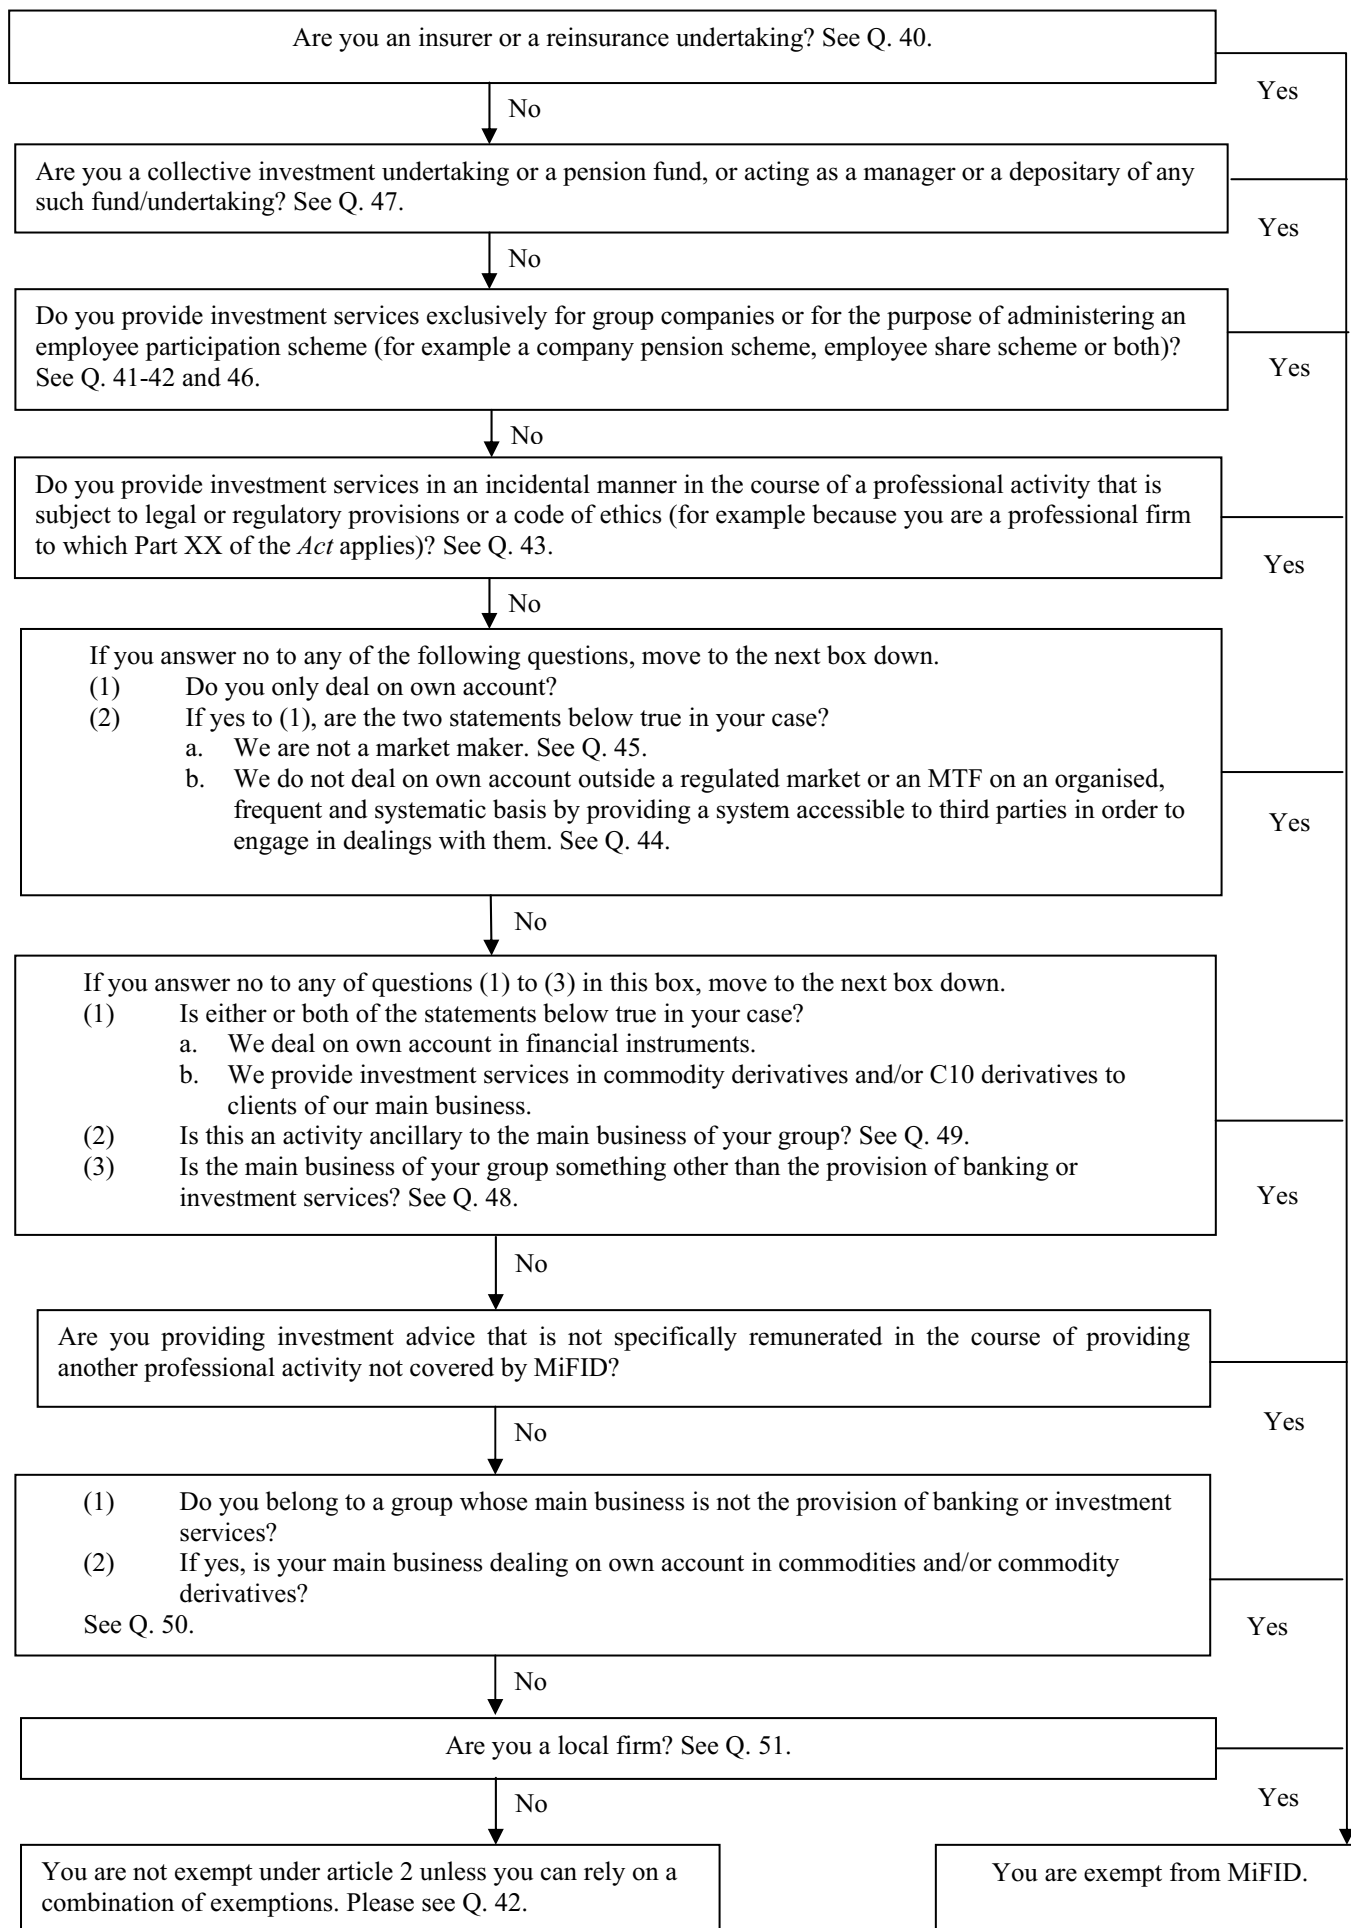 Are you an insurer or a reinsurance undertaking? See Q. 40.
Yes
No
Are you a collective investment undertaking or a pension fund, or acting as a manager or a depositary of any
such fund/undertaking? See Q. 47.
Yes
No
Do you provide investment services exclusively for group companies or for the purpose of administering an
employee participation scheme (for example a company pension scheme, employee share scheme or both)?
See Q. 41-42 and 46.
Yes
No
Do you provide investment services in an incidental manner in the course of a professional activity that is
subject to legal or regulatory provisions or a code of ethics (for example because you are a professional firm
to which Part XX of the Act applies)? See Q. 43.
Yes
No
If you answer no to any of the following questions, move to the next box down.
(1) Do you only deal on own account?
(2) If yes to (1), are the two statements below true in your case?
a. We are not a market maker. See Q. 45.
b. We do not deal on own account outside a regulated market or an MTF on an organised,
frequent and systematic basis by providing a system accessible to third parties in order to
engage in dealings with them. See Q. 44.
Yes
No
If you answer no to any of questions (1) to (3) in this box, move to the next box down.
(1) Is either or both of the statements below true in your case?
a. We deal on own account in financial instruments.
b. We provide investment services in commodity derivatives and/or C10 derivatives to
clients of our main business.
(2) Is this an activity ancillary to the main business of your group? See Q. 49.
(3) Is the main business of your group something other than the provision of banking or
investment services? See Q. 48.
Yes
No
Are you providing investment advice that is not specifically remunerated in the course of providing
another professional activity not covered by MiFID?
Yes
No
(1) Do you belong to a group whose main business is not the provision of banking or investment
services?
(2) If yes, is your main business dealing on own account in commodities and/or commodity
derivatives?
See Q. 50.
Yes
No
Are you a local firm? See Q. 51.
Yes
No
You are not exempt under article 2 unless you can rely on a
combination of exemptions. Please see Q. 42.
You are exempt from MiFID.